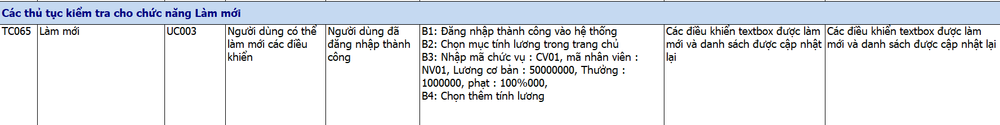 Các thủ tục kiểm tra cho chức năng Làm mới
TC065
Làm mới
UC003
Người dùng có thể
làm mới các điều
khiển
Người dùng đã
đăng nhập thành
công
B1: Đăng nhập thành công vào hệ thống
B2: Chọn mục tính lương trong trang chủ
B3: Nhập mã chức vụ : CV01, mã nhân viên :
NV01, Lương cơ bản : 50000000, Thưởng :
1000000, phạt : 100%000,
B4: Chọn thêm tính lương
Các điều khiển textbox được làm
mới và danh sách được cập nhật
lại
Các điều khiển textbox được làm
mới và danh sách được cập nhật lại